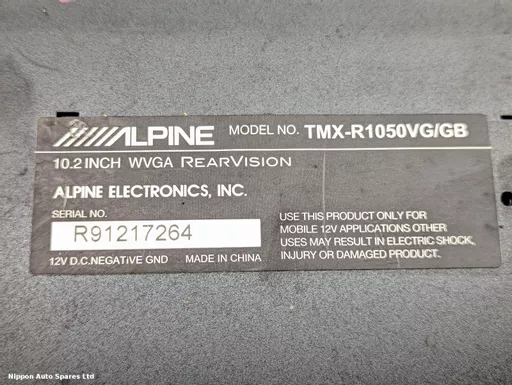 ALPINE MODEL NO. TMX-R1050VG/GB
10.2 INCH WVGA REARVISION
ALPINE ELECTRONICS, INC.
SERIAL NO.
R91217264
12V D.C. NEGATIVE GND MADE IN CHINA
USE THIS PRODUCT ONLY FOR
MOBILE 12V APPLICATIONS OTHER
USES MAY RESULT IN ELECTRIC SHOCK,
INJURY OR DAMAGED PRODUCT.
Nippon Auto Spares Ltd